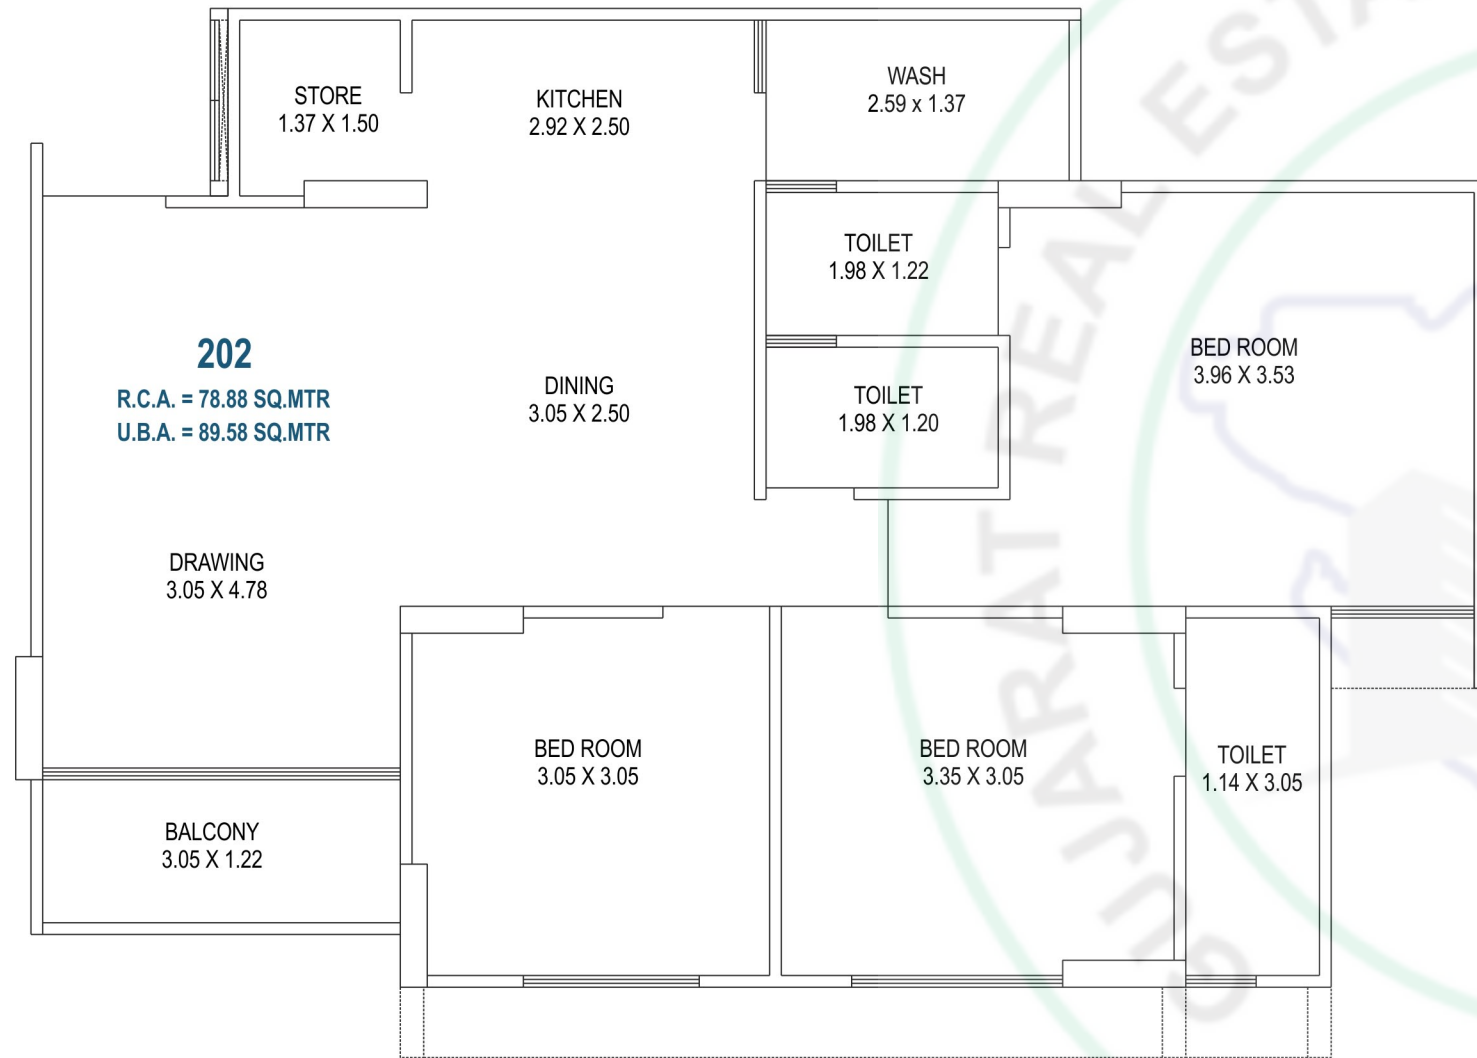 STORE
1.37 X 1.50
KITCHEN
2.92 X 2.50
WASH
2.59 x 1.37
TOILET
1.98 X 1.22
202
R.C.A. = 78.88 SQ.MTR
U.B.A. = 89.58 SQ.MTR
DINING
3.05 X 2.50
TOILET
1.98 X 1.20
BED ROOM
3.96 X 3.53
DRAWING
3.05 X 4.78
BED ROOM
3.05 X 3.05
BED ROOM
3.35 X 3.05
TOILET
1.14 X 3.05
BALCONY
3.05 X 1.22
GUJARAT REAL ESTA